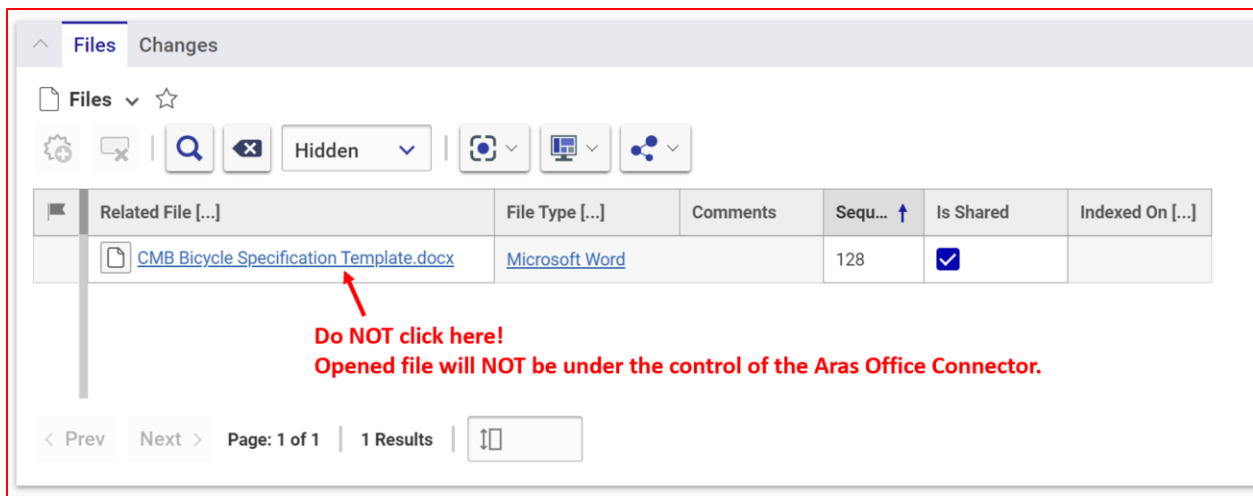 Files Changes
Files
Hidden
Related File [...] File Type [...] Comments Sequ... Is Shared Indexed On [...]
CMB Bicycle Specification Template.docx Microsoft Word 128
Do NOT click here!
Opened file will NOT be under the control of the Aras Office Connector.
< Prev Next > Page: 1 of 1 | 1 Results |